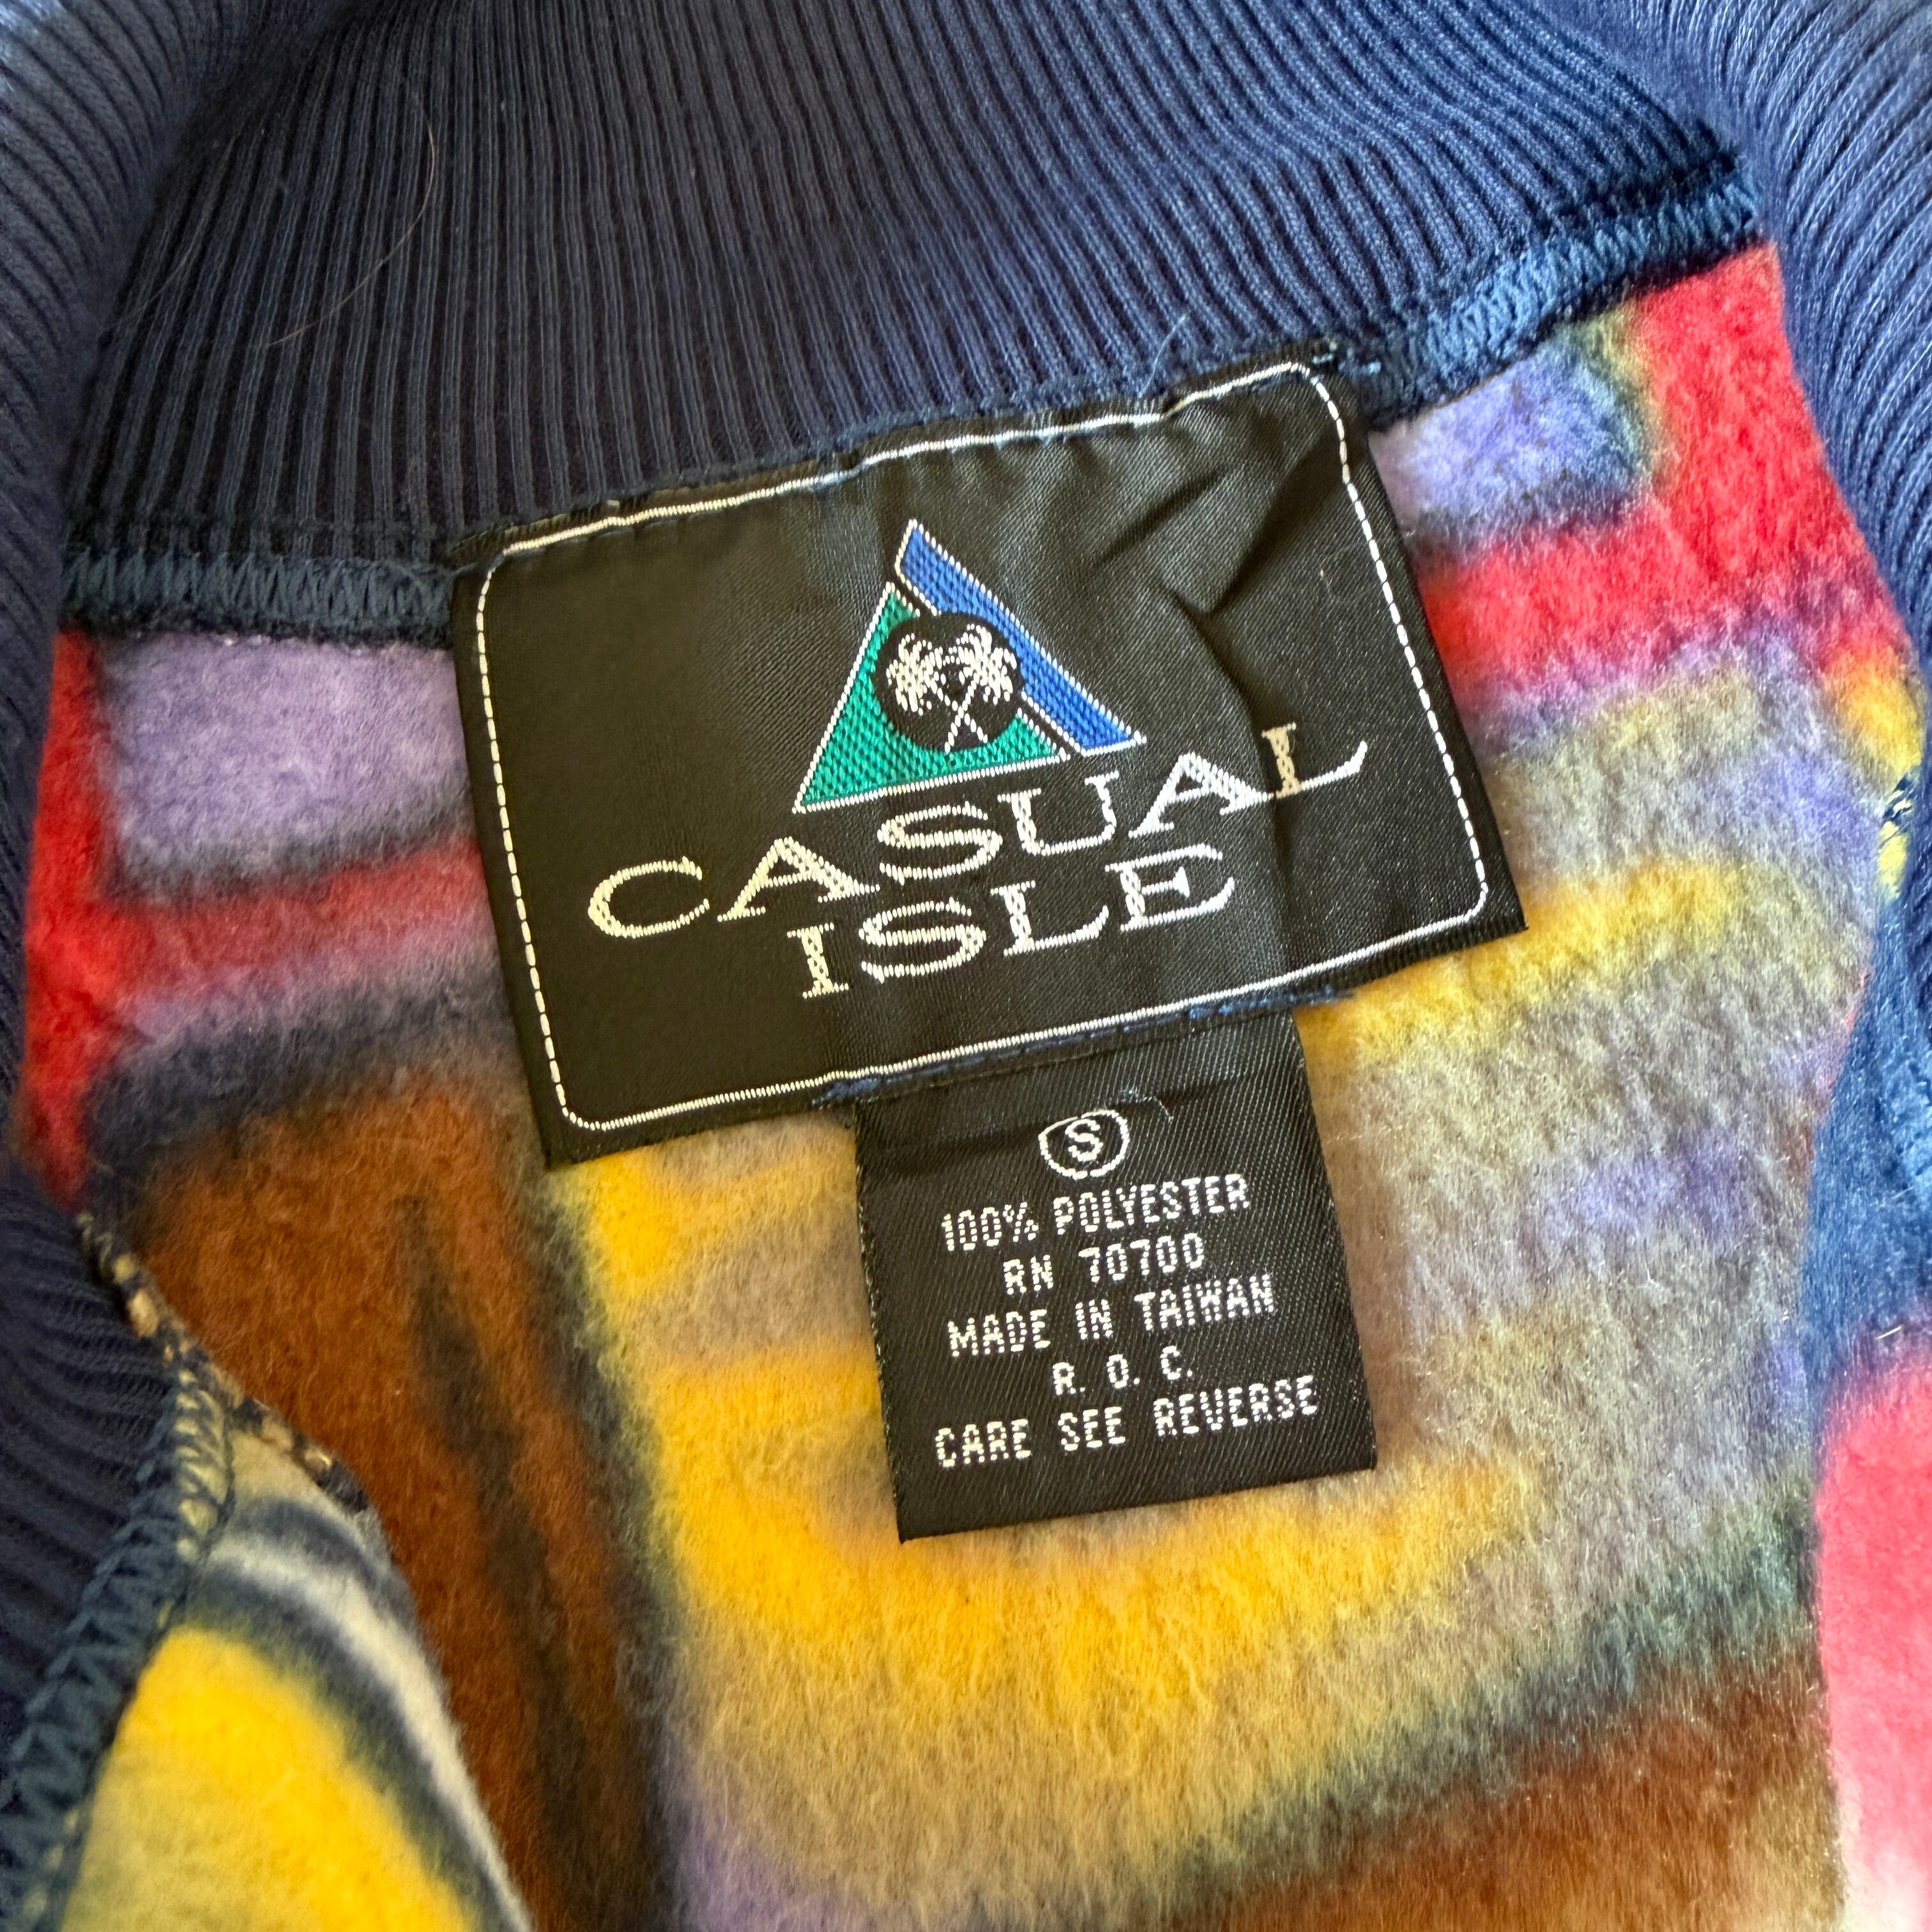 CASUAL
ISLE
S
100% POLYESTER
RN 70700
MADE IN TAIWAN
R. O. C.
CARE SEE REVERSE